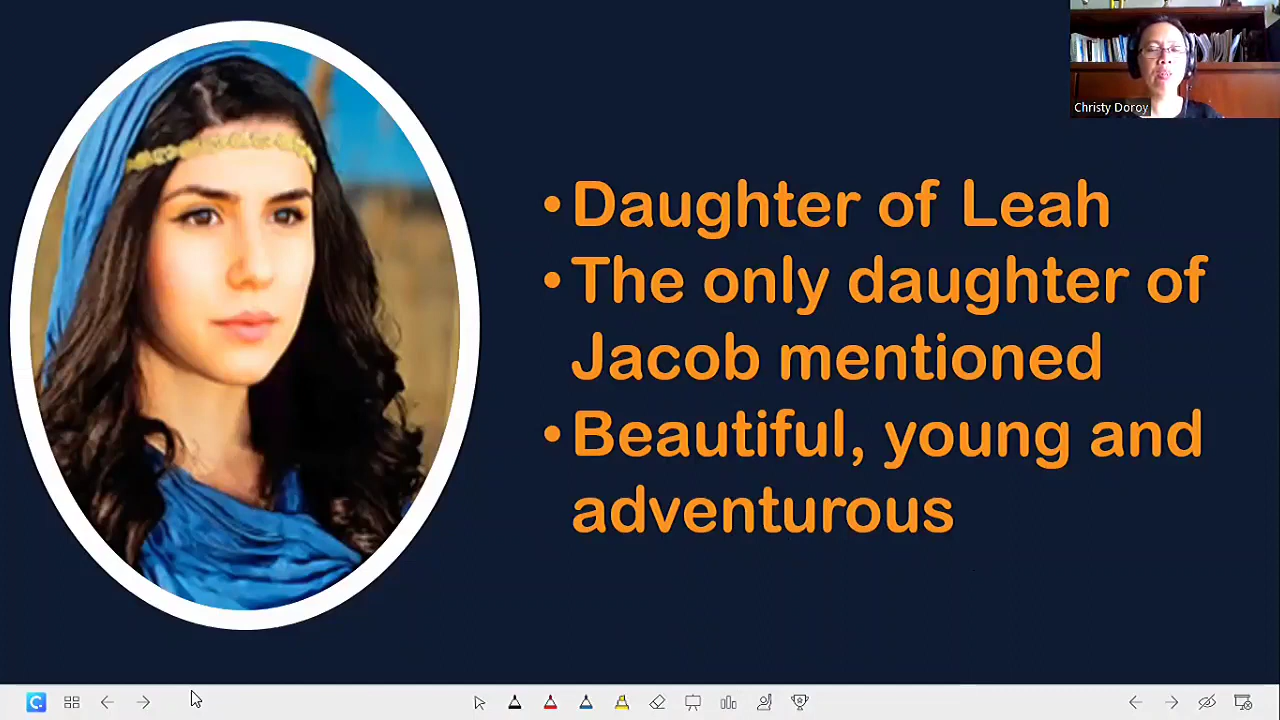 Christy Doroy
• Daughter of Leah
• The only daughter of
Jacob mentioned
• Beautiful, young and
adventurous